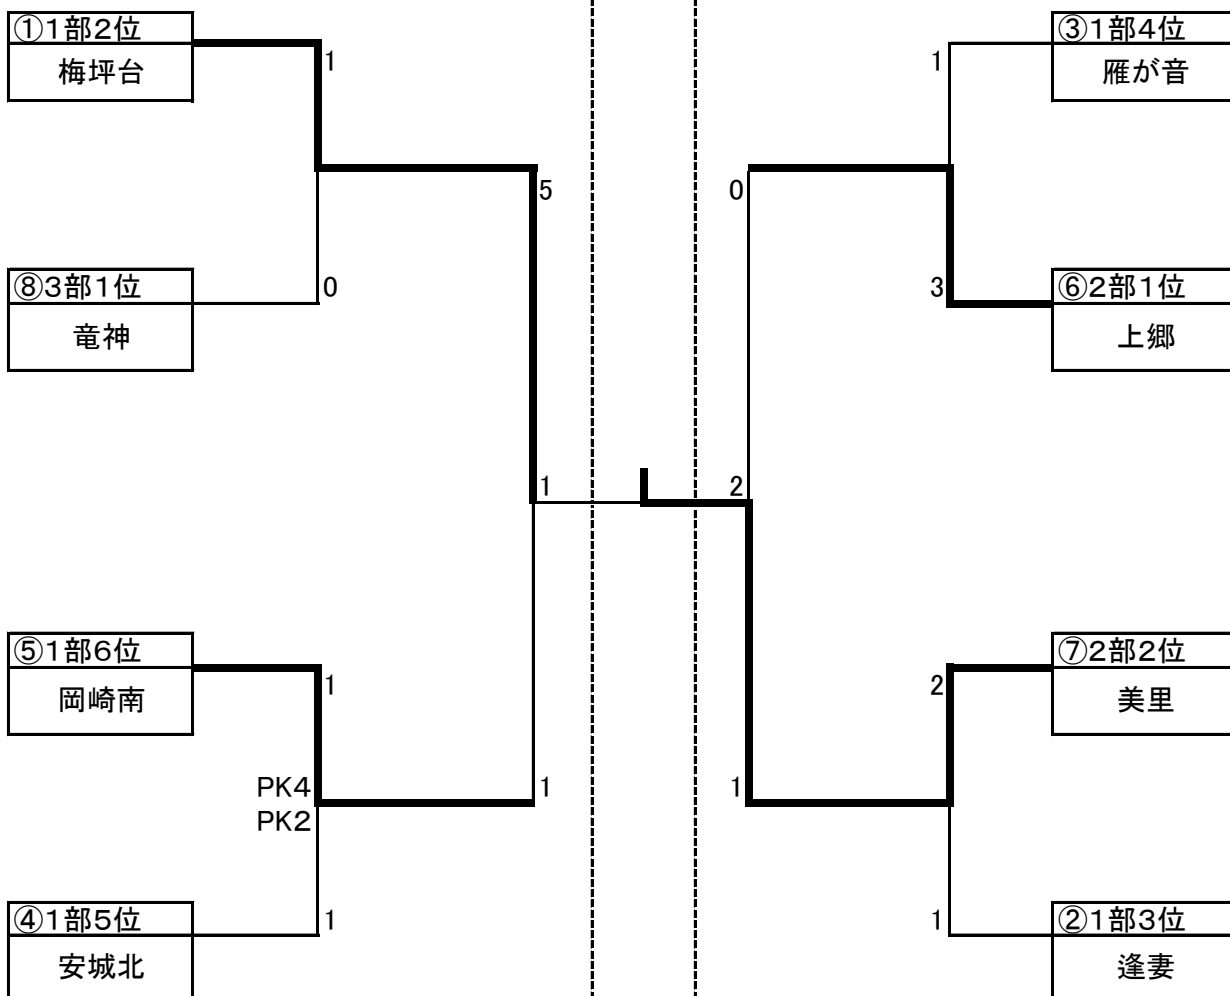 ①1部2位
梅坪台
1
5
⑧3部1位
竜神
0
1
⑤1部6位
岡崎南
1
PK4
PK2
1
④1部5位
安城北
1
③1部4位
雁が音
1
0
⑥2部1位
上郷
3
2
⑦2部2位
美里
2
1
②1部3位
逢妻
1